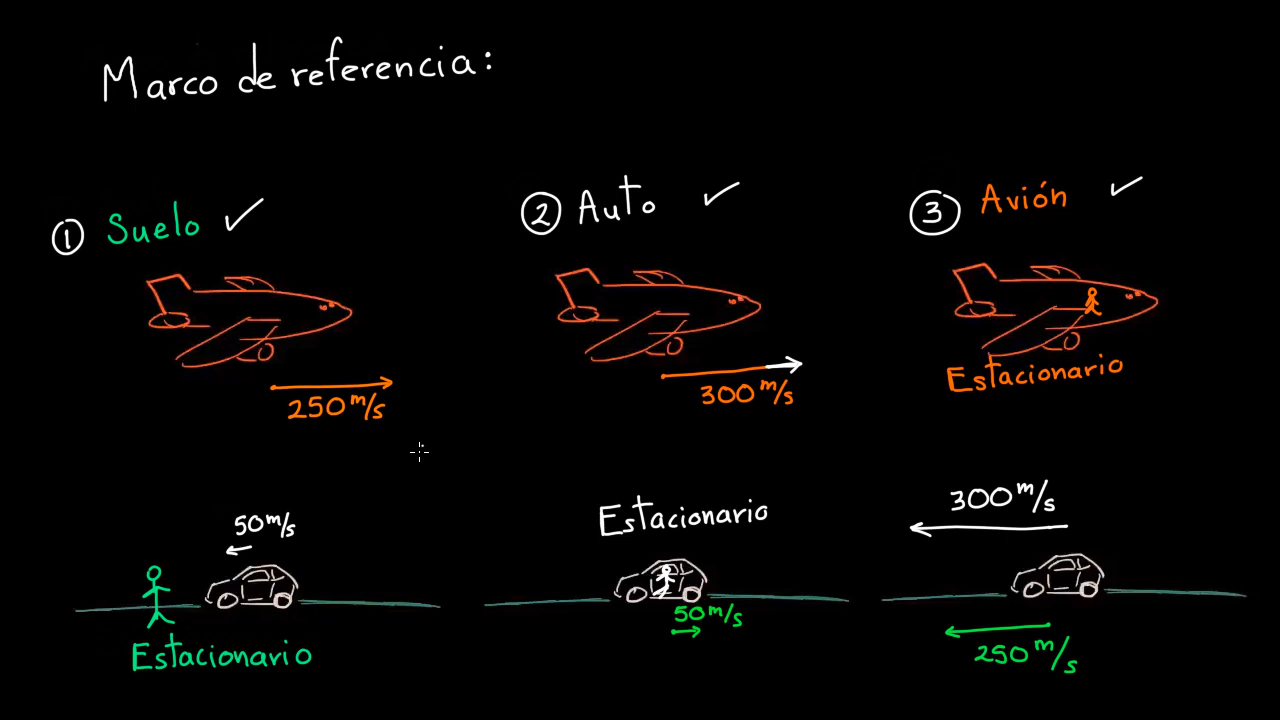 Marco de referencia:
① Suelo ✓
② Auto ✓
③ Avión ✓
250 m/s
300 m/s
Estacionario
50 m/s
Estacionario
300 m/s
50 m/s
250 m/s
Estacionario